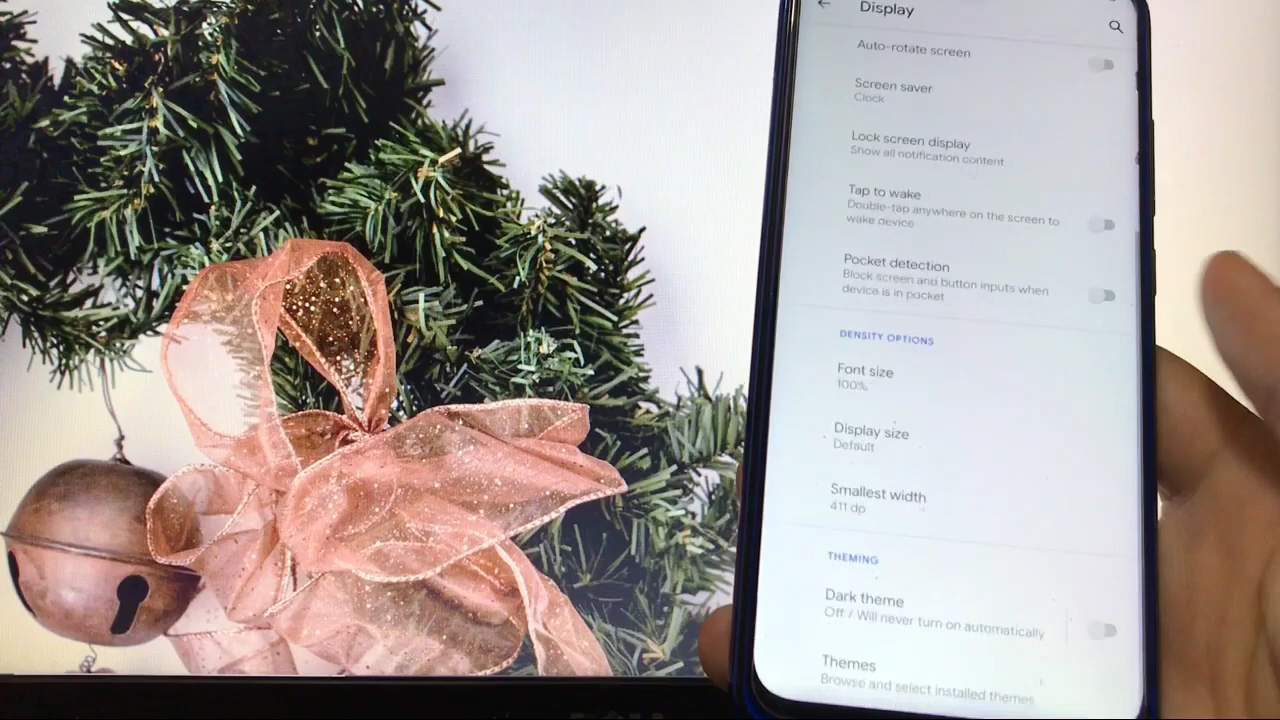 Display
Auto-rotate screen
Screen saver
Clock
Lock screen display
Show all notification content
Tap to wake
Double-tap anywhere on the screen to
wake device
Pocket detection
Block screen and button inputs when
device is in pocket
DENSITY OPTIONS
Font size
100%
Display size
Default
Smallest width
411 dp
THEMING
Dark theme
Off / Will never turn on automatically
Themes
Browse and select installed themes